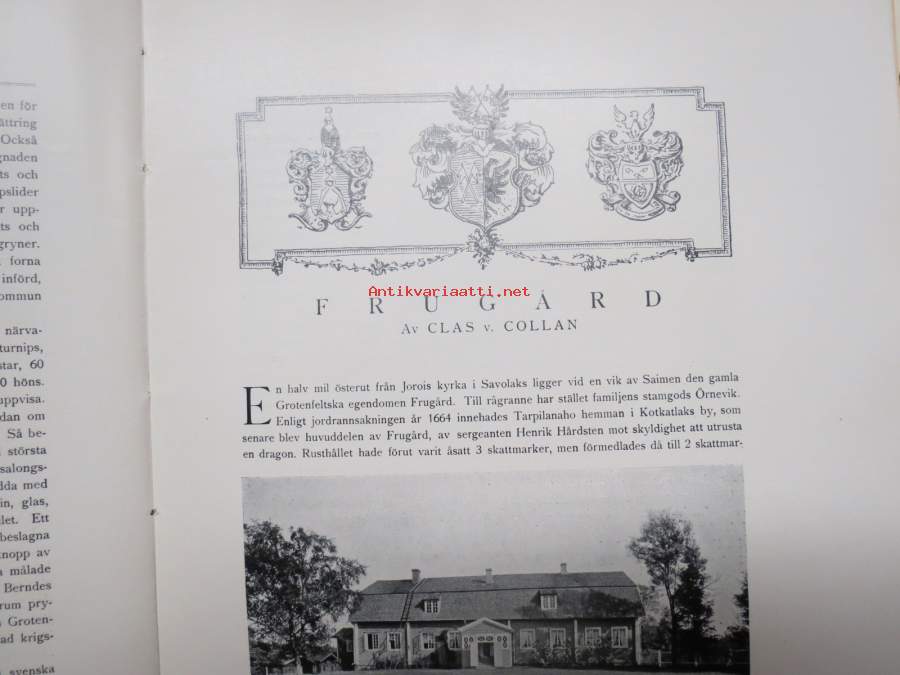 en för
ättring
Också
gnaden
ts och
pslider
r upp-
ts och
gryner.
forna
införd,
ommun
närva-
turnips,
star, 60
0 höns.
uppvisa.
dan om
Så be-
största
salongs-
dda med
in, glas,
let. Ett
beslagna
knopp av
målade
Berndes
rum pry-
Groten-
ad krigs-
svenska
Antikvariaatti.net
FRUGÅRD
Av CLAS v. COLLAN
En halv mil österut från Jorois kyrka i Savolaks ligger vid en vik av Saimen den gamla
Grotenfeltska egendomen Frugård. Till rågranne har stället familjens stamgods Örnevik.
Enligt jordrannsakningen år 1664 innehades Tarpilanaho hemman i Kotkatlaks by, som
senare blev huvuddelen av Frugård, av sergeanten Henrik Hårdsten mot skyldighet att utrusta
en dragon. Rusthållet hade förut varit åsatt 3 skattmarker, men förmedlades då till 2 skattmar-